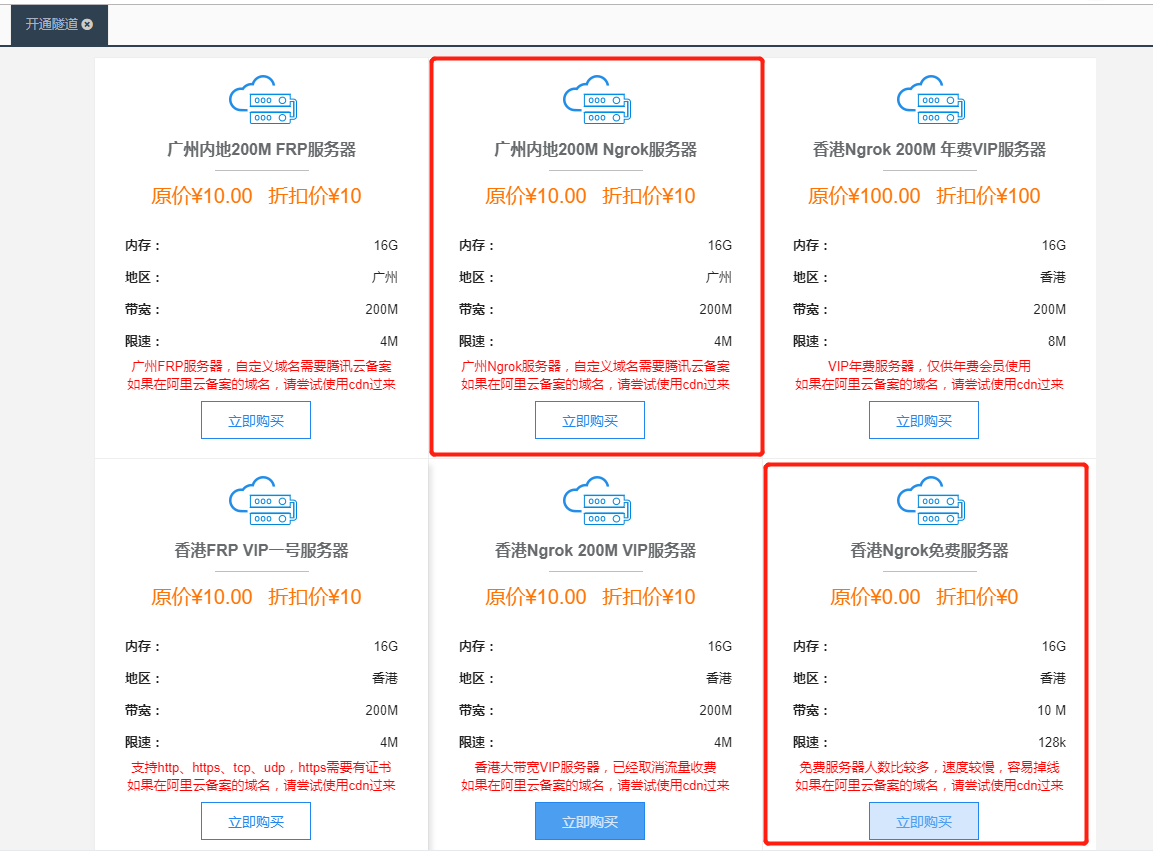 开通隧道
广州内地200M FRP服务器
原价¥10.00 折扣价¥10
内存： 16G
地区： 广州
带宽： 200M
限速： 4M
广州FRP服务器，自定义域名需要腾讯云备案
如果在阿里云备案的域名，请尝试使用cdn过来
立即购买
广州内地200M Ngrok服务器
原价¥10.00 折扣价¥10
内存： 16G
地区： 广州
带宽： 200M
限速： 4M
广州Ngrok服务器，自定义域名需要腾讯云备案
如果在阿里云备案的域名，请尝试使用cdn过来
立即购买
香港Ngrok 200M 年费VIP服务器
原价¥100.00 折扣价¥100
内存： 16G
地区： 香港
带宽： 200M
限速： 8M
VIP年费服务器，仅供年费会员使用
如果在阿里云备案的域名，请尝试使用cdn过来
立即购买
香港FRP VIP一号服务器
原价¥10.00 折扣价¥10
内存： 16G
地区： 香港
带宽： 200M
限速： 4M
支持http、https、tcp、udp，https需要有证书
如果在阿里云备案的域名，请尝试使用cdn过来
立即购买
香港Ngrok 200M VIP服务器
原价¥10.00 折扣价¥10
内存： 16G
地区： 香港
带宽： 200M
限速： 4M
香港大带宽VIP服务器，已经取消流量收费
如果在阿里云备案的域名，请尝试使用cdn过来
立即购买
香港Ngrok免费服务器
原价¥0.00 折扣价¥0
内存： 16G
地区： 香港
带宽： 10 M
限速： 128k
免费服务器人数比较多，速度较慢，容易掉线
如果在阿里云备案的域名，请尝试使用cdn过来
立即购买